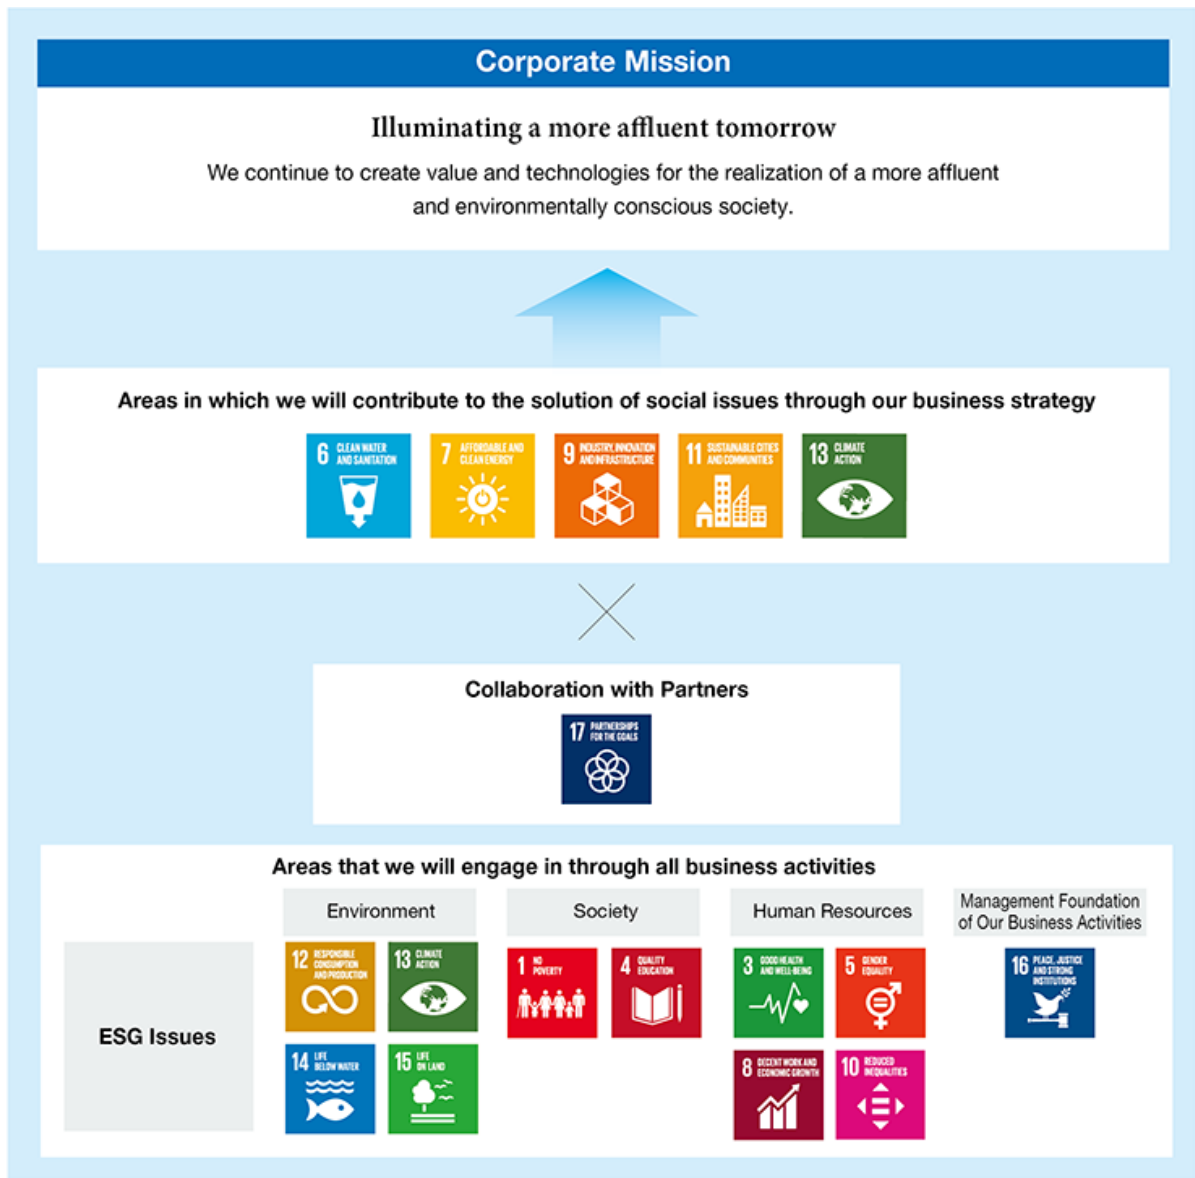 Corporate Mission
Illuminating a more affluent tomorrow
We continue to create value and technologies for the realization of a more affluent
and environmentally conscious society.
Areas in which we will contribute to the solution of social issues through our business strategy
6 CLEAN WATER
AND SANITATION
7 AFFORDABLE AND
CLEAN ENERGY
9 INDUSTRY, INNOVATION
AND INFRASTRUCTURE
11 SUSTAINABLE CITIES
AND COMMUNITIES
13 CLIMATE
ACTION
Collaboration with Partners
17 PARTNERSHIPS
FOR THE GOALS
Areas that we will engage in through all business activities
ESG Issues
Environment
12 RESPONSIBLE
CONSUMPTION
AND PRODUCTION
13 CLIMATE
ACTION
14 LIFE
BELOW WATER
15 LIFE
ON LAND
Society
1 NO
POVERTY
4 QUALITY
EDUCATION
Human Resources
3 GOOD HEALTH
AND WELL-BEING
5 GENDER
EQUALITY
8 DECENT WORK AND
ECONOMIC GROWTH
10 REDUCED
INEQUALITIES
Management Foundation
of Our Business Activities
16 PEACE, JUSTICE
AND STRONG
INSTITUTIONS